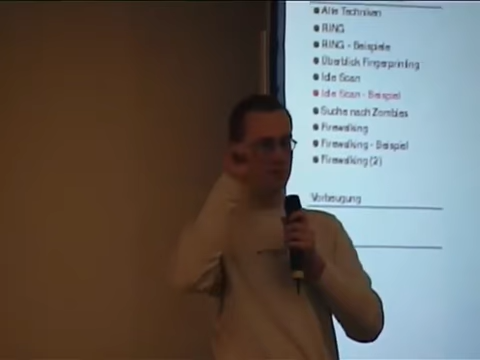 Alte Techniken
RING
RING - Beispiele
Überblick Fingerprinting
Idle Scan
Idle Scan - Beispiel
Suche nach Zombies
Firewalking
Firewalking - Beispiel
Firewalking (2)
Vorbeugung